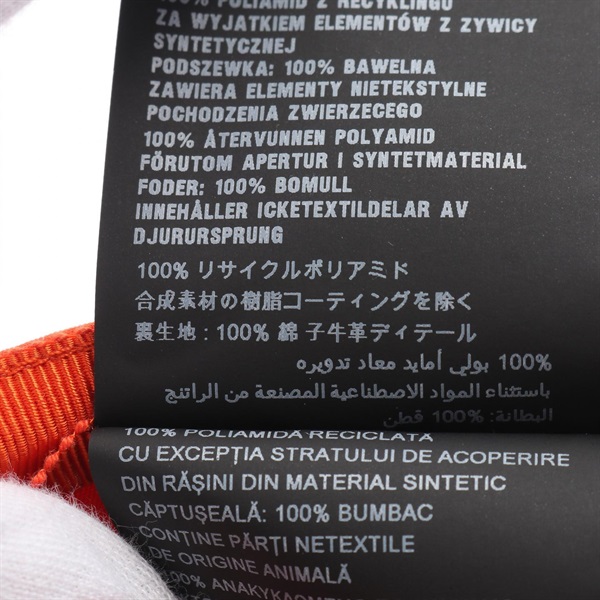 100% POLIAMID Z RECYKLINGU
ZA WYJATKIEM ELEMENTÓW Z ZYWICY
SYNTETYCZNEJ
PODSZEWKA: 100% BAWELNA
ZAWIERA ELEMENTY NIETEKSTYLNE
POCHODZENIA ZWIERZECEGO
100% ÅTERVUNNEN POLYAMID
FÖRUTOM APERTUR I SYNTETMATERIAL
FODER: 100% BOMULL
INNEHÅLLER ICKETEXTILDELAR AV
DJURURSPRUNG
100% リサイクルポリアミド
合成素材の樹脂コーティングを除く
裏生地 : 100% 綿 子牛革ディテール
100% بولي أمايد معاد تدويره
باستثناء المواد الاصطناعية المصنعة من الراتنج
البطانة: 100% قطن
100% POLIAMIDĂ RECICLATĂ
CU EXCEPȚIA STRATULUI DE ACOPERIRE
DIN RĂȘINI DIN MATERIAL SINTETIC
CĂPTUȘEALĂ: 100% BUMBAC
CONȚINE PĂRȚI NETEXTILE
DE ORIGINE ANIMALĂ